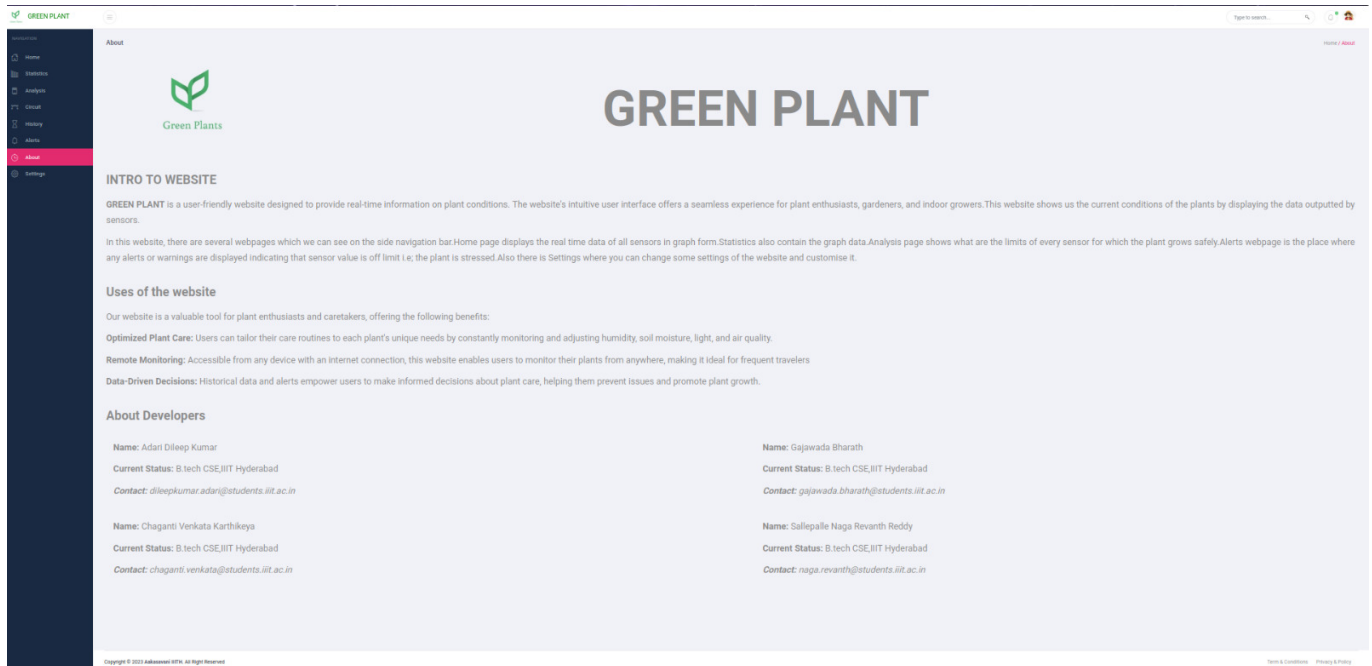 GREEN PLANT
Type to search...
NAVIGATION
Home
Statistics
Analysis
Circuit
History
Alerts
About
Settings
About
Home / About
Green Plants
GREEN PLANT
INTRO TO WEBSITE
GREEN PLANT is a user-friendly website designed to provide real-time information on plant conditions. The website's intuitive user interface offers a seamless experience for plant enthusiasts, gardeners, and indoor growers.This website shows us the current conditions of the plants by displaying the data outputted by
sensors.
In this website, there are several webpages which we can see on the side navigation bar.Home page displays the real time data of all sensors in graph form.Statistics also contain the graph data.Analysis page shows what are the limits of every sensor for which the plant grows safely.Alerts webpage is the place where
any alerts or warnings are displayed indicating that sensor value is off limit i.e; the plant is stressed.Also there is Settings where you can change some settings of the website and customise it.
Uses of the website
Our website is a valuable tool for plant enthusiasts and caretakers, offering the following benefits:
Optimized Plant Care: Users can tailor their care routines to each plant's unique needs by constantly monitoring and adjusting humidity, soil moisture, light, and air quality.
Remote Monitoring: Accessible from any device with an internet connection, this website enables users to monitor their plants from anywhere, making it ideal for frequent travelers
Data-Driven Decisions: Historical data and alerts empower users to make informed decisions about plant care, helping them prevent issues and promote plant growth.
About Developers
Name: Adari Dileep Kumar
Current Status: B.tech CSE,IIIT Hyderabad
Contact: dileepkumar.adari@students.iiit.ac.in
Name: Gajawada Bharath
Current Status: B.tech CSE,IIIT Hyderabad
Contact: gajawada.bharath@students.iiit.ac.in
Name: Chaganti Venkata Karthikeya
Current Status: B.tech CSE,IIIT Hyderabad
Contact: chaganti.venkata@students.iiit.ac.in
Name: Sallepalle Naga Revanth Reddy
Current Status: B.tech CSE,IIIT Hyderabad
Contact: naga.revanth@students.iiit.ac.in
Copyright © 2023 Aakasavani IIITH. All Right Reserved
Term & Conditions Privacy & Policy